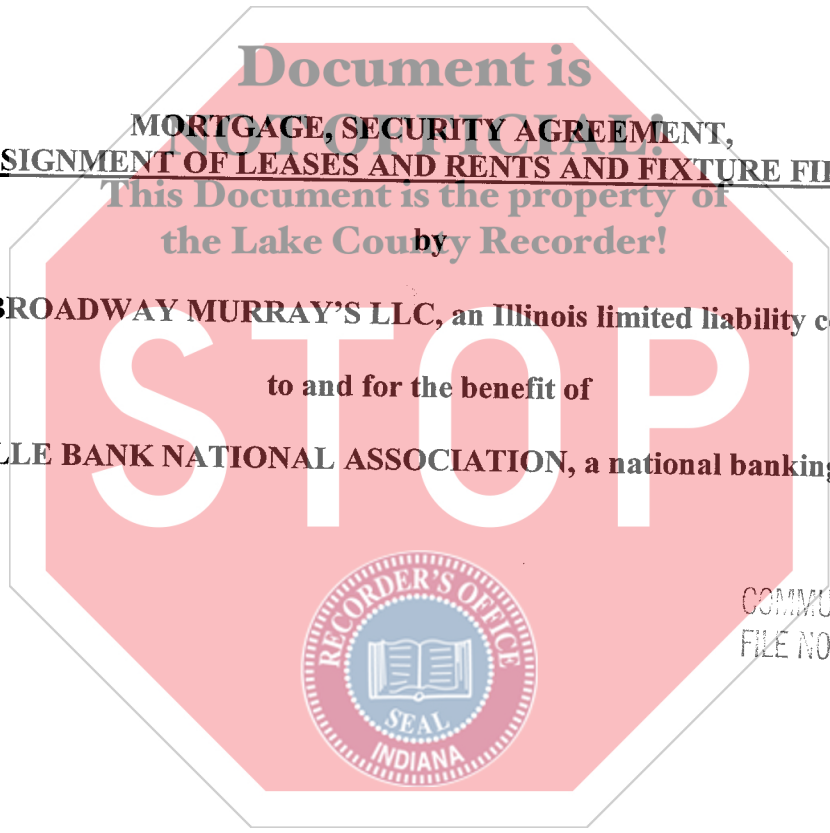 Document is
NOT OFFICIAL!
MORTGAGE, SECURITY AGREEMENT,
SIGNMENT OF LEASES AND RENTS AND FIXTURE FI
This Document is the property of
the Lake County Recorder!
by
BROADWAY MURRAY'S LLC, an Illinois limited liability c
to and for the benefit of
LLE BANK NATIONAL ASSOCIATION, a national banking
STOP
COMMU
FILE NO
RECORDER'S OFFICE
SEAL
INDIANA